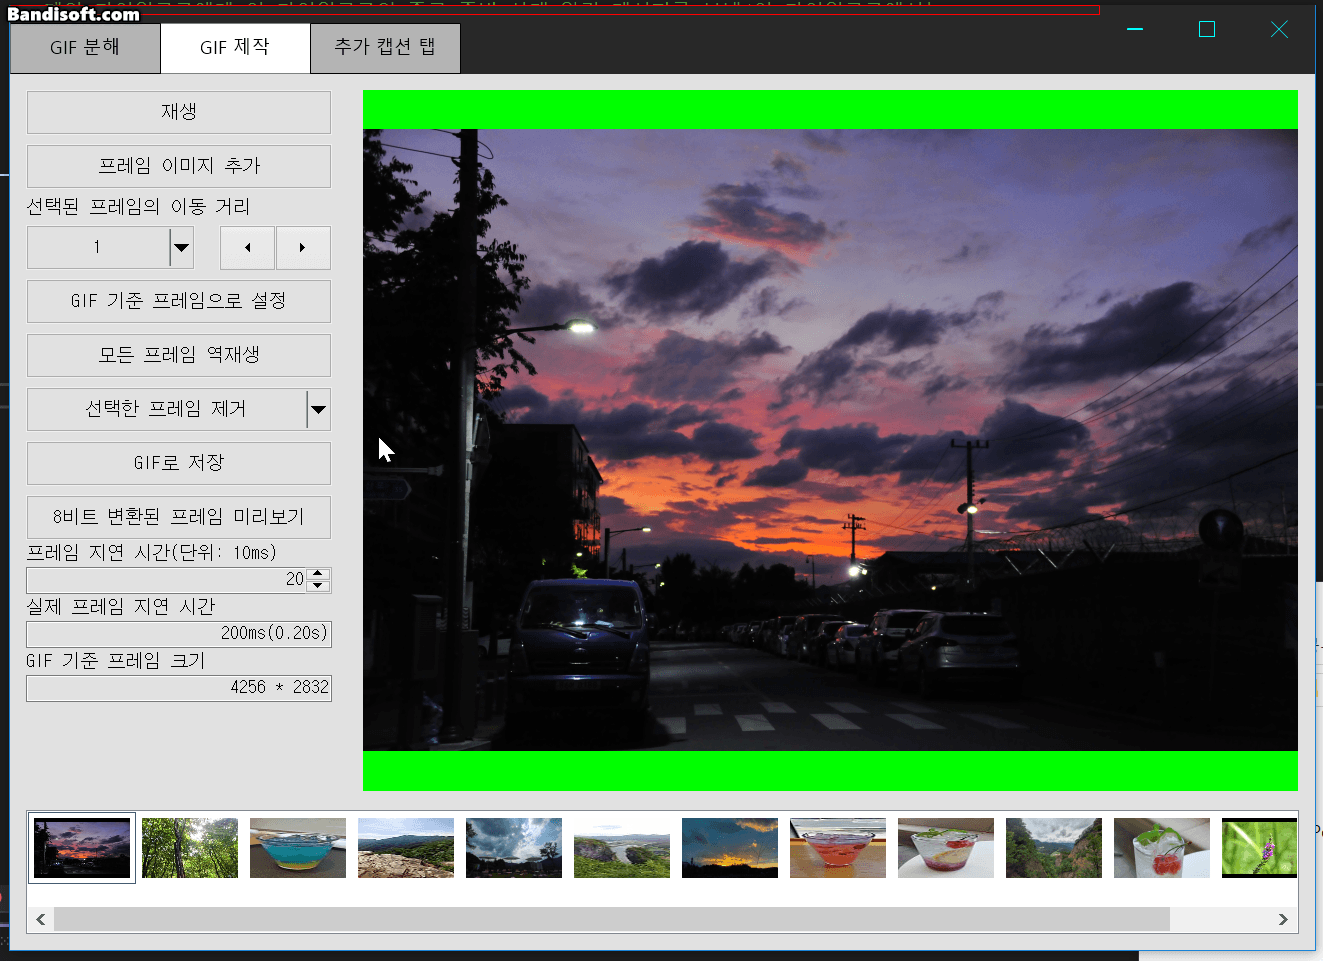 Bandisoft.com
GIF 분해
GIF 제작
추가 캡션 탭
재생
프레임 이미지 추가
선택된 프레임의 이동 거리
1
GIF 기준 프레임으로 설정
모든 프레임 역재생
선택한 프레임 제거
GIF로 저장
8비트 변환된 프레임 미리보기
프레임 지연 시간(단위: 10ms)
20
실제 프레임 지연 시간
200ms(0.20s)
GIF 기준 프레임 크기
4256 * 2832